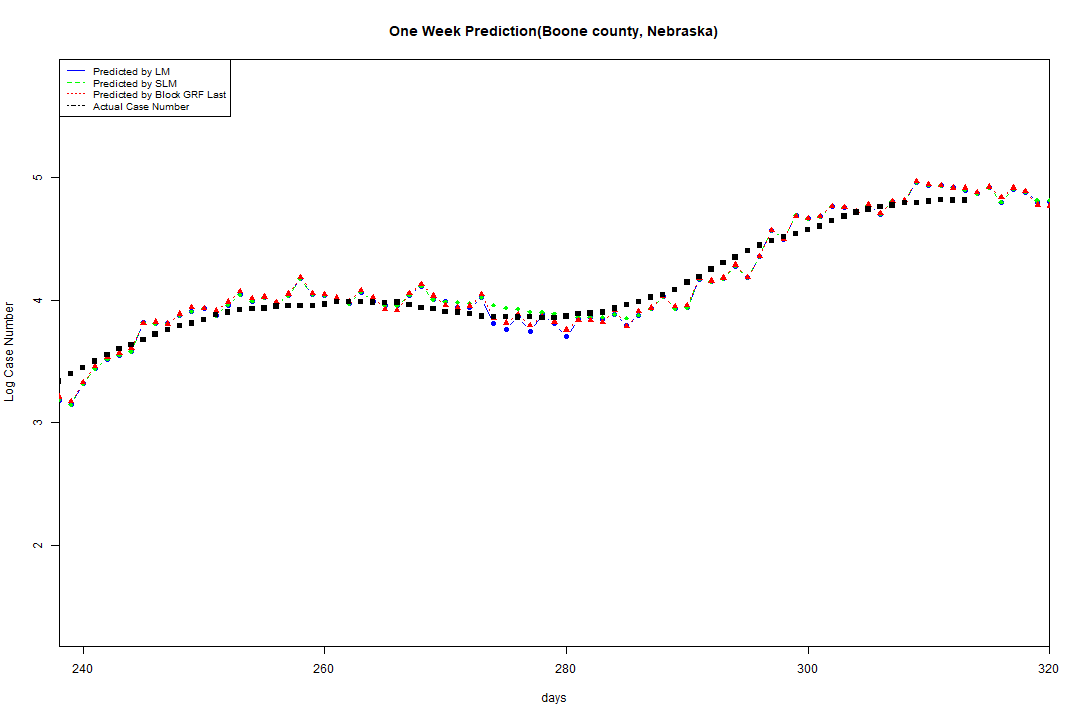 One Week Prediction(Boone county, Nebraska)
Predicted by LM
Predicted by SLM
Predicted by Block GRF Last
Actual Case Number
5
4
3
2
Log Case Number
240
260
280
300
320
days